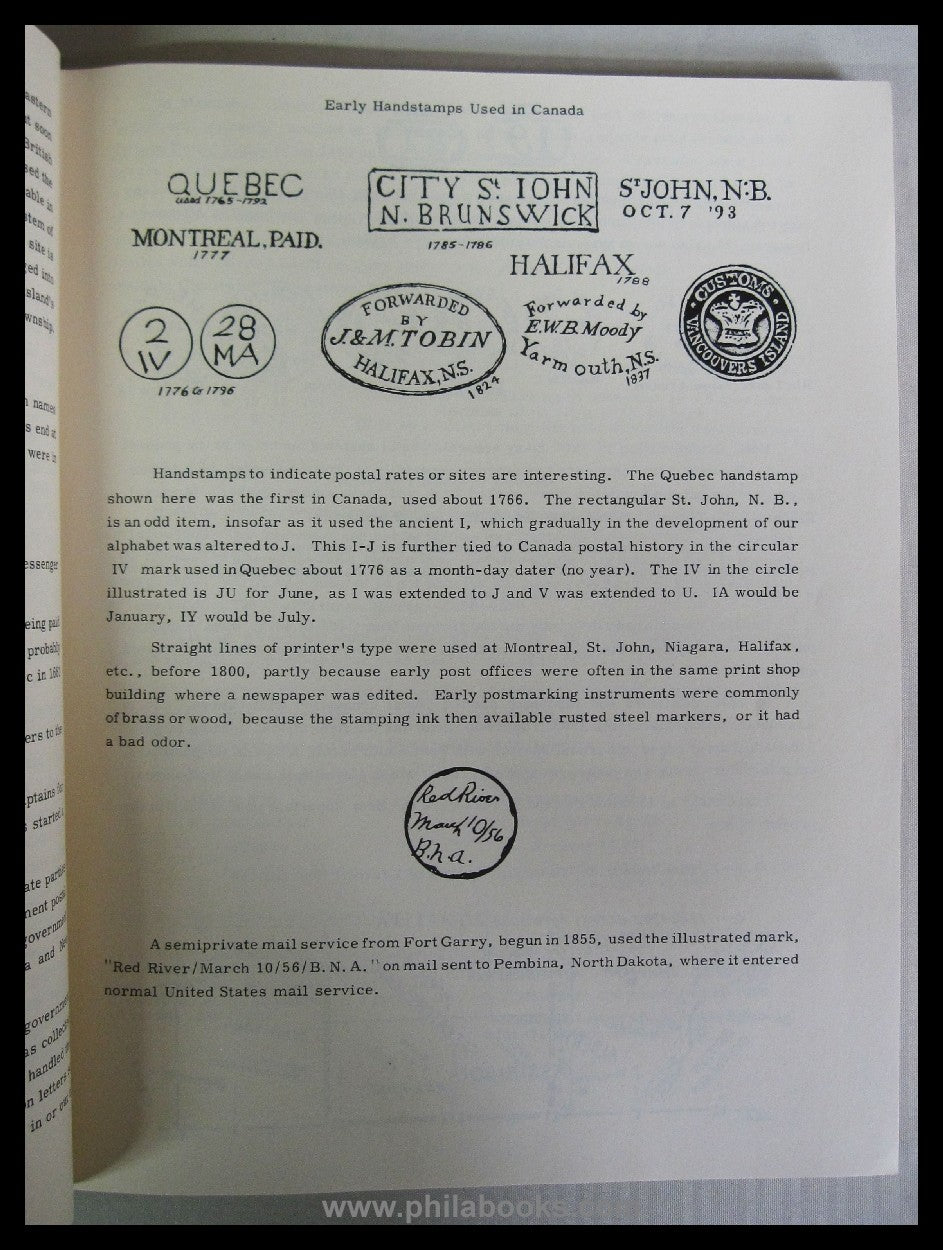 Early Handstamps Used in Canada
QUEBEC
used 1765-1792
CITY St. IOHN
N. BRUNSWICK
1785-1786
St JOHN, N:B.
OCT. 7 '93
MONTREAL, PAID.
1777
HALIFAX
1788
2
IV
28
MA
1776 & 1796
FORWARDED
BY
J.&M. TOBIN
HALIFAX, N.S.
1824
Forwarded by
E.W.B. Moody
Yarmouth, N.S.
1837
CUSTOMS
VANCOUVERS ISLAND
Handstamps to indicate postal rates or sites are interesting. The Quebec handstamp
shown here was the first in Canada, used about 1766. The rectangular St. John, N. B.,
is an odd item, insofar as it used the ancient I, which gradually in the development of our
alphabet was altered to J. This I-J is further tied to Canada postal history in the circular
IV mark used in Quebec about 1776 as a month-day dater (no year). The IV in the circle
illustrated is JU for June, as I was extended to J and V was extended to U. IA would be
January, IY would be July.
Straight lines of printer's type were used at Montreal, St. John, Niagara, Halifax,
etc., before 1800, partly because early post offices were often in the same print shop
building where a newspaper was edited. Early postmarking instruments were commonly
of brass or wood, because the stamping ink then available rusted steel markers, or it had
a bad odor.
Red River
March 10/56
B.n.a.
A semiprivate mail service from Fort Garry, begun in 1855, used the illustrated mark,
"Red River/March 10/56/B. N. A." on mail sent to Pembina, North Dakota, where it entered
normal United States mail service.
www.philabooks.